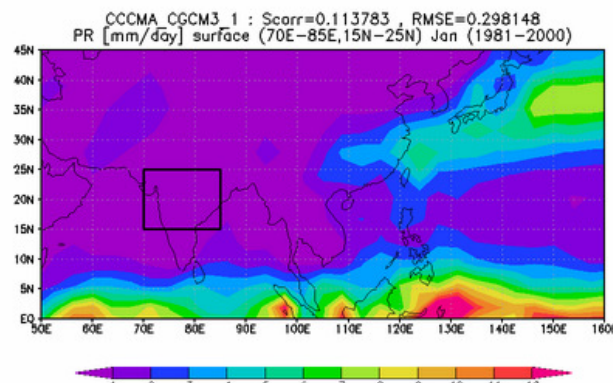 CCCMA_CGCM3_1 : Scorr=0.113783 , RMSE=0.298148
PR [mm/day] surface (70E-85E,15N-25N) Jan (1981-2000)
45N
40N
35N
30N
25N
20N
15N
10N
5N
EQ
50E 60E 70E 80E 90E 100E 110E 120E 130E 140E 150E 160E